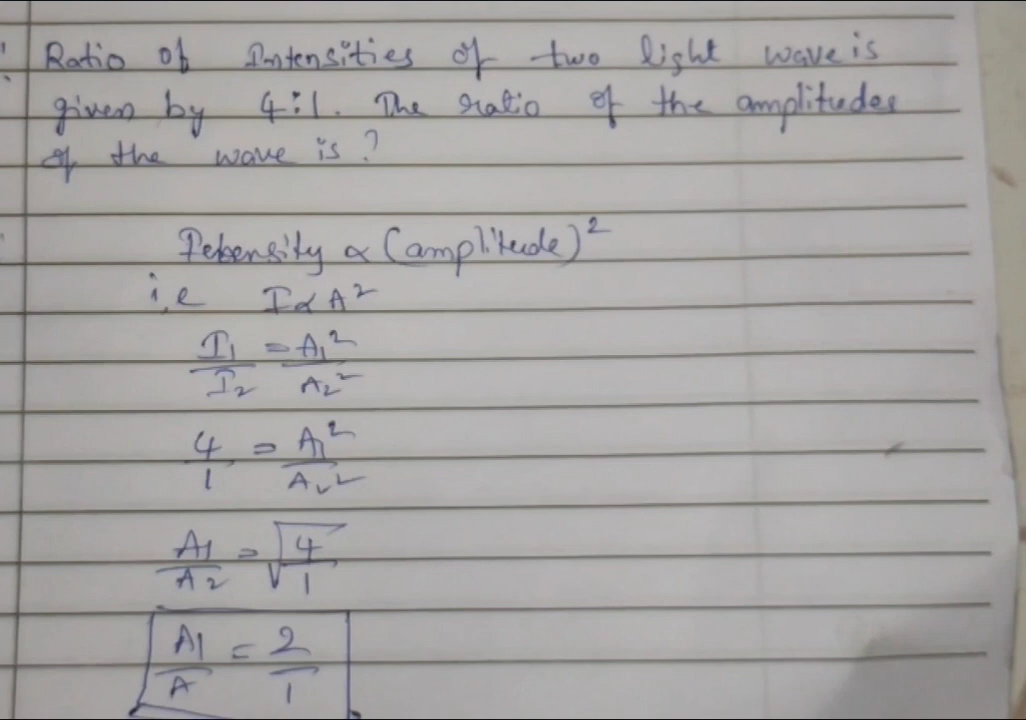 Ratio of Intensities of two light wave is
given by 4:1. The ratio of the amplitudes
of the wave is ?
Intensity ∝ (amplitude)²
i.e I ∝ A²
I₁/I₂ = A₁²/A₂²
4/1 = A₁²/A₂²
A₁/A₂ = √(4/1)
A₁/A = 2/1